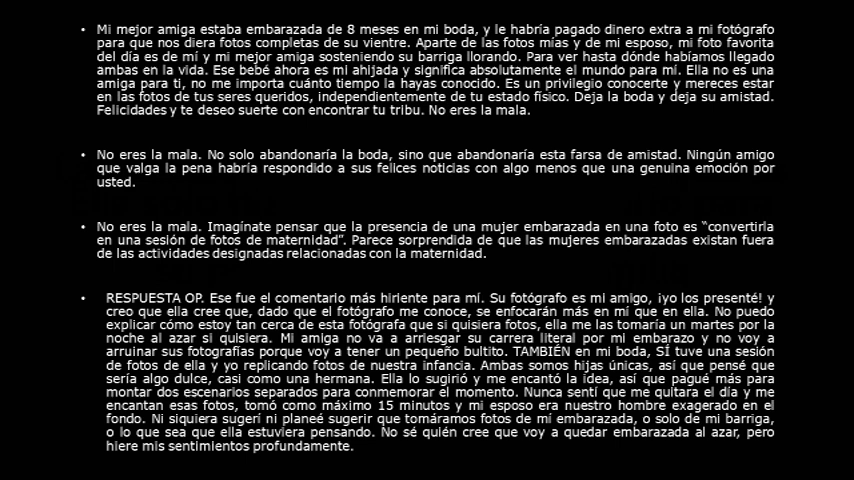 • Mi mejor amiga estaba embarazada de 8 meses en mi boda, y le habría pagado dinero extra a mi fotógrafo
para que nos diera fotos completas de su vientre. Aparte de las fotos mías y de mi esposo, mi foto favorita
del día es de mí y mi mejor amiga sosteniendo su barriga llorando. Para ver hasta dónde habíamos llegado
ambas en la vida. Ese bebé ahora es mi ahijada y significa absolutamente el mundo para mí. Ella no es una
amiga para ti, no me importa cuánto tiempo la hayas conocido. Es un privilegio conocerte y mereces estar
en las fotos de tus seres queridos, independientemente de tu estado físico. Deja la boda y deja su amistad.
Felicidades y te deseo suerte con encontrar tu tribu. No eres la mala.
• No eres la mala. No solo abandonaría la boda, sino que abandonaría esta farsa de amistad. Ningún amigo
que valga la pena habría respondido a sus felices noticias con algo menos que una genuina emoción por
usted.
• No eres la mala. Imagínate pensar que la presencia de una mujer embarazada en una foto es “convertirla
en una sesión de fotos de maternidad”. Parece sorprendida de que las mujeres embarazadas existan fuera
de las actividades designadas relacionadas con la maternidad.
• RESPUESTA OP. Ese fue el comentario más hiriente para mí. Su fotógrafo es mi amigo, ¡yo los presenté! y
creo que ella cree que, dado que el fotógrafo me conoce, se enfocarán más en mí que en ella. No puedo
explicar cómo estoy tan cerca de esta fotógrafa que si quisiera fotos, ella me las tomaría un martes por la
noche al azar si quisiera. Mi amiga no va a arriesgar su carrera literal por mi embarazo y no voy a
arruinar sus fotografías porque voy a tener un pequeño bultito. TAMBIÉN en mi boda, SÍ tuve una sesión
de fotos de ella y yo replicando fotos de nuestra infancia. Ambas somos hijas únicas, así que pensé que
sería algo dulce, casi como una hermana. Ella lo sugirió y me encantó la idea, así que pagué más para
montar dos escenarios separados para conmemorar el momento. Nunca sentí que me quitara el día y me
encantan esas fotos, tomó como máximo 15 minutos y mi esposo era nuestro hombre exagerado en el
fondo. Ni siquiera sugerí ni planeé sugerir que tomáramos fotos de mí embarazada, o solo de mi barriga,
o lo que sea que ella estuviera pensando. No sé quién cree que voy a quedar embarazada al azar, pero
hiere mis sentimientos profundamente.